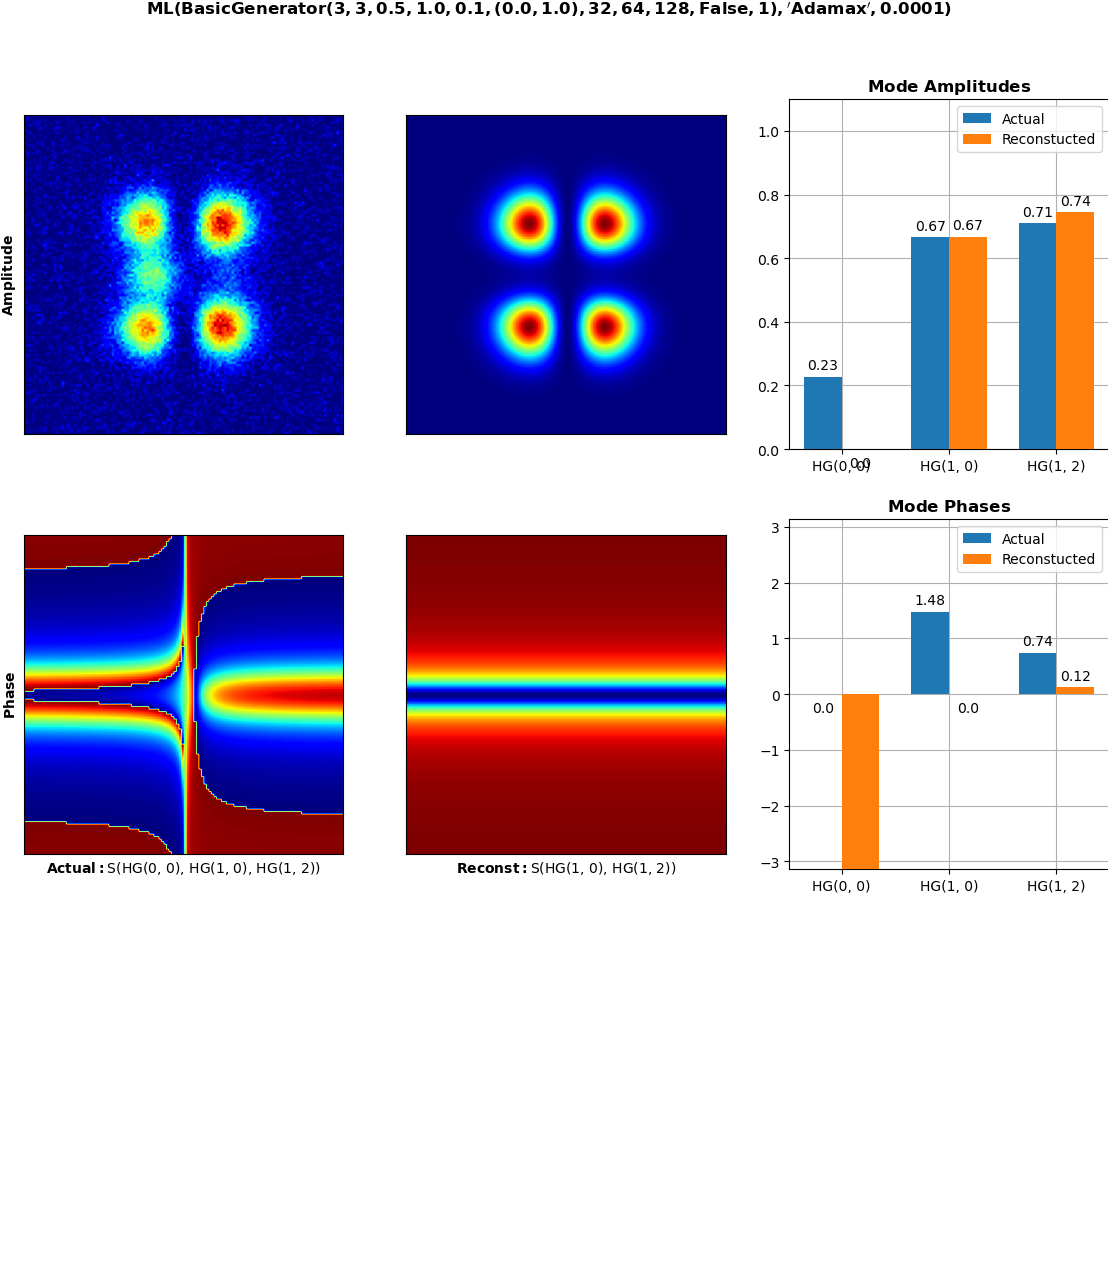 ML(BasicGenerator(3, 3, 0.5, 1.0, 0.1, (0.0, 1.0), 32, 64, 128, False, 1), ′Adamax′, 0.0001)
Amplitude
Mode Amplitudes
Actual
Reconstucted
1.0
0.8
0.6
0.4
0.2
0.0
0.23
0.0
0.67
0.67
0.71
0.74
HG(0, 0)
HG(1, 0)
HG(1, 2)
Phase
Actual: S(HG(0, 0), HG(1, 0), HG(1, 2))
Reconst: S(HG(1, 0), HG(1, 2))
Mode Phases
Actual
Reconstucted
3
2
1
0
−1
−2
−3
0.0
1.48
0.0
0.74
0.12
HG(0, 0)
HG(1, 0)
HG(1, 2)